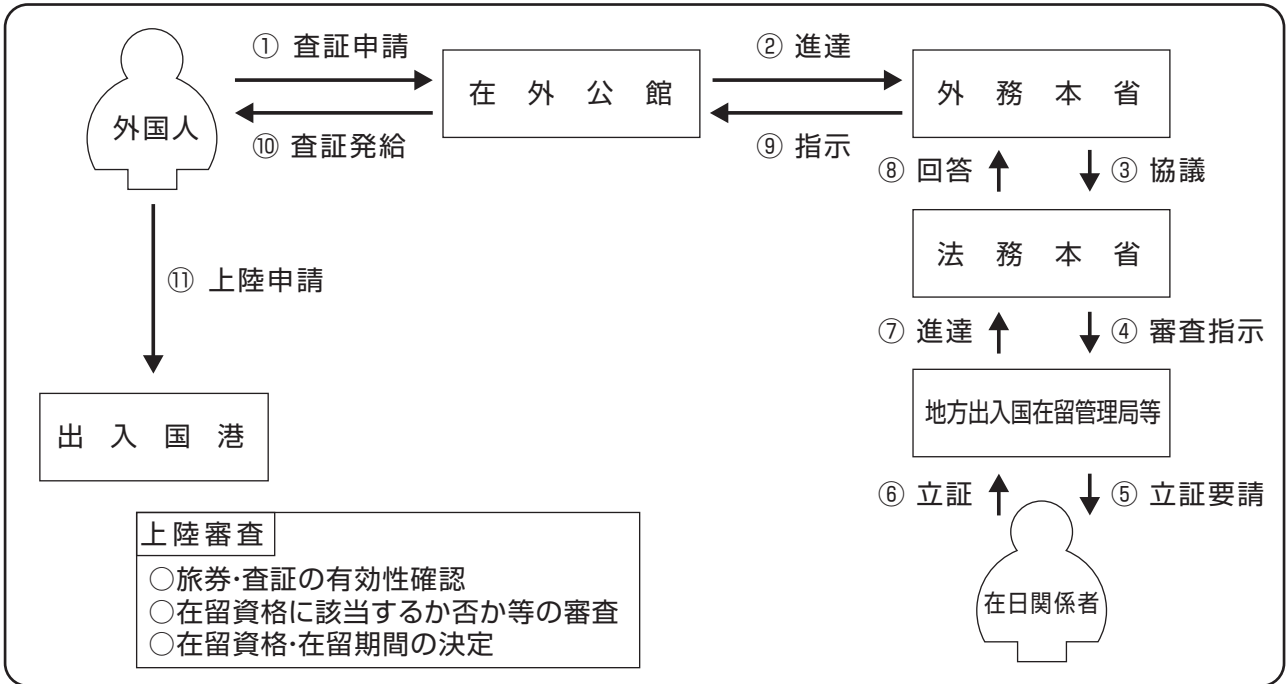 ① 査証申請
② 進達
外国人
在外公館
外務本省
⑩ 査証発給
⑨ 指示
⑧ 回答
③ 協議
法務本省
⑪ 上陸申請
⑦ 進達
④ 審査指示
地方出入国在留管理局等
出入国港
⑥ 立証
⑤ 立証要請
上陸審査
○旅券・査証の有効性確認
○在留資格に該当するか否か等の審査
○在留資格・在留期間の決定
在日関係者